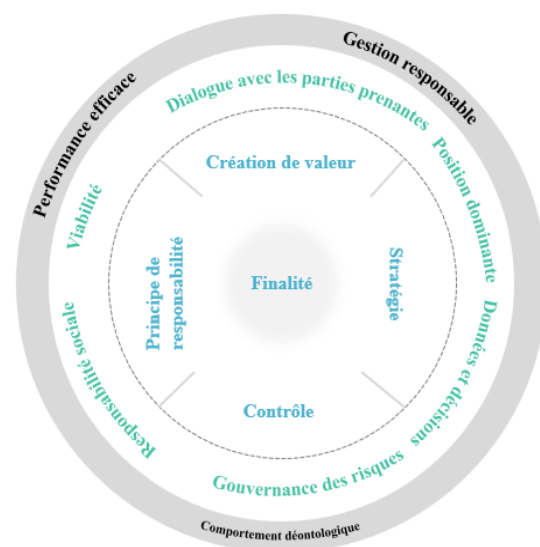 Performance efficace
Gestion responsable
Dialogue avec les parties prenantes
Position dominante
Données et décisions
Gouvernance des risques
Responsabilité sociale
Viabilité
Création de valeur
Principe de
responsabilité
Finalité
Stratégie
Contrôle
Comportement déontologique